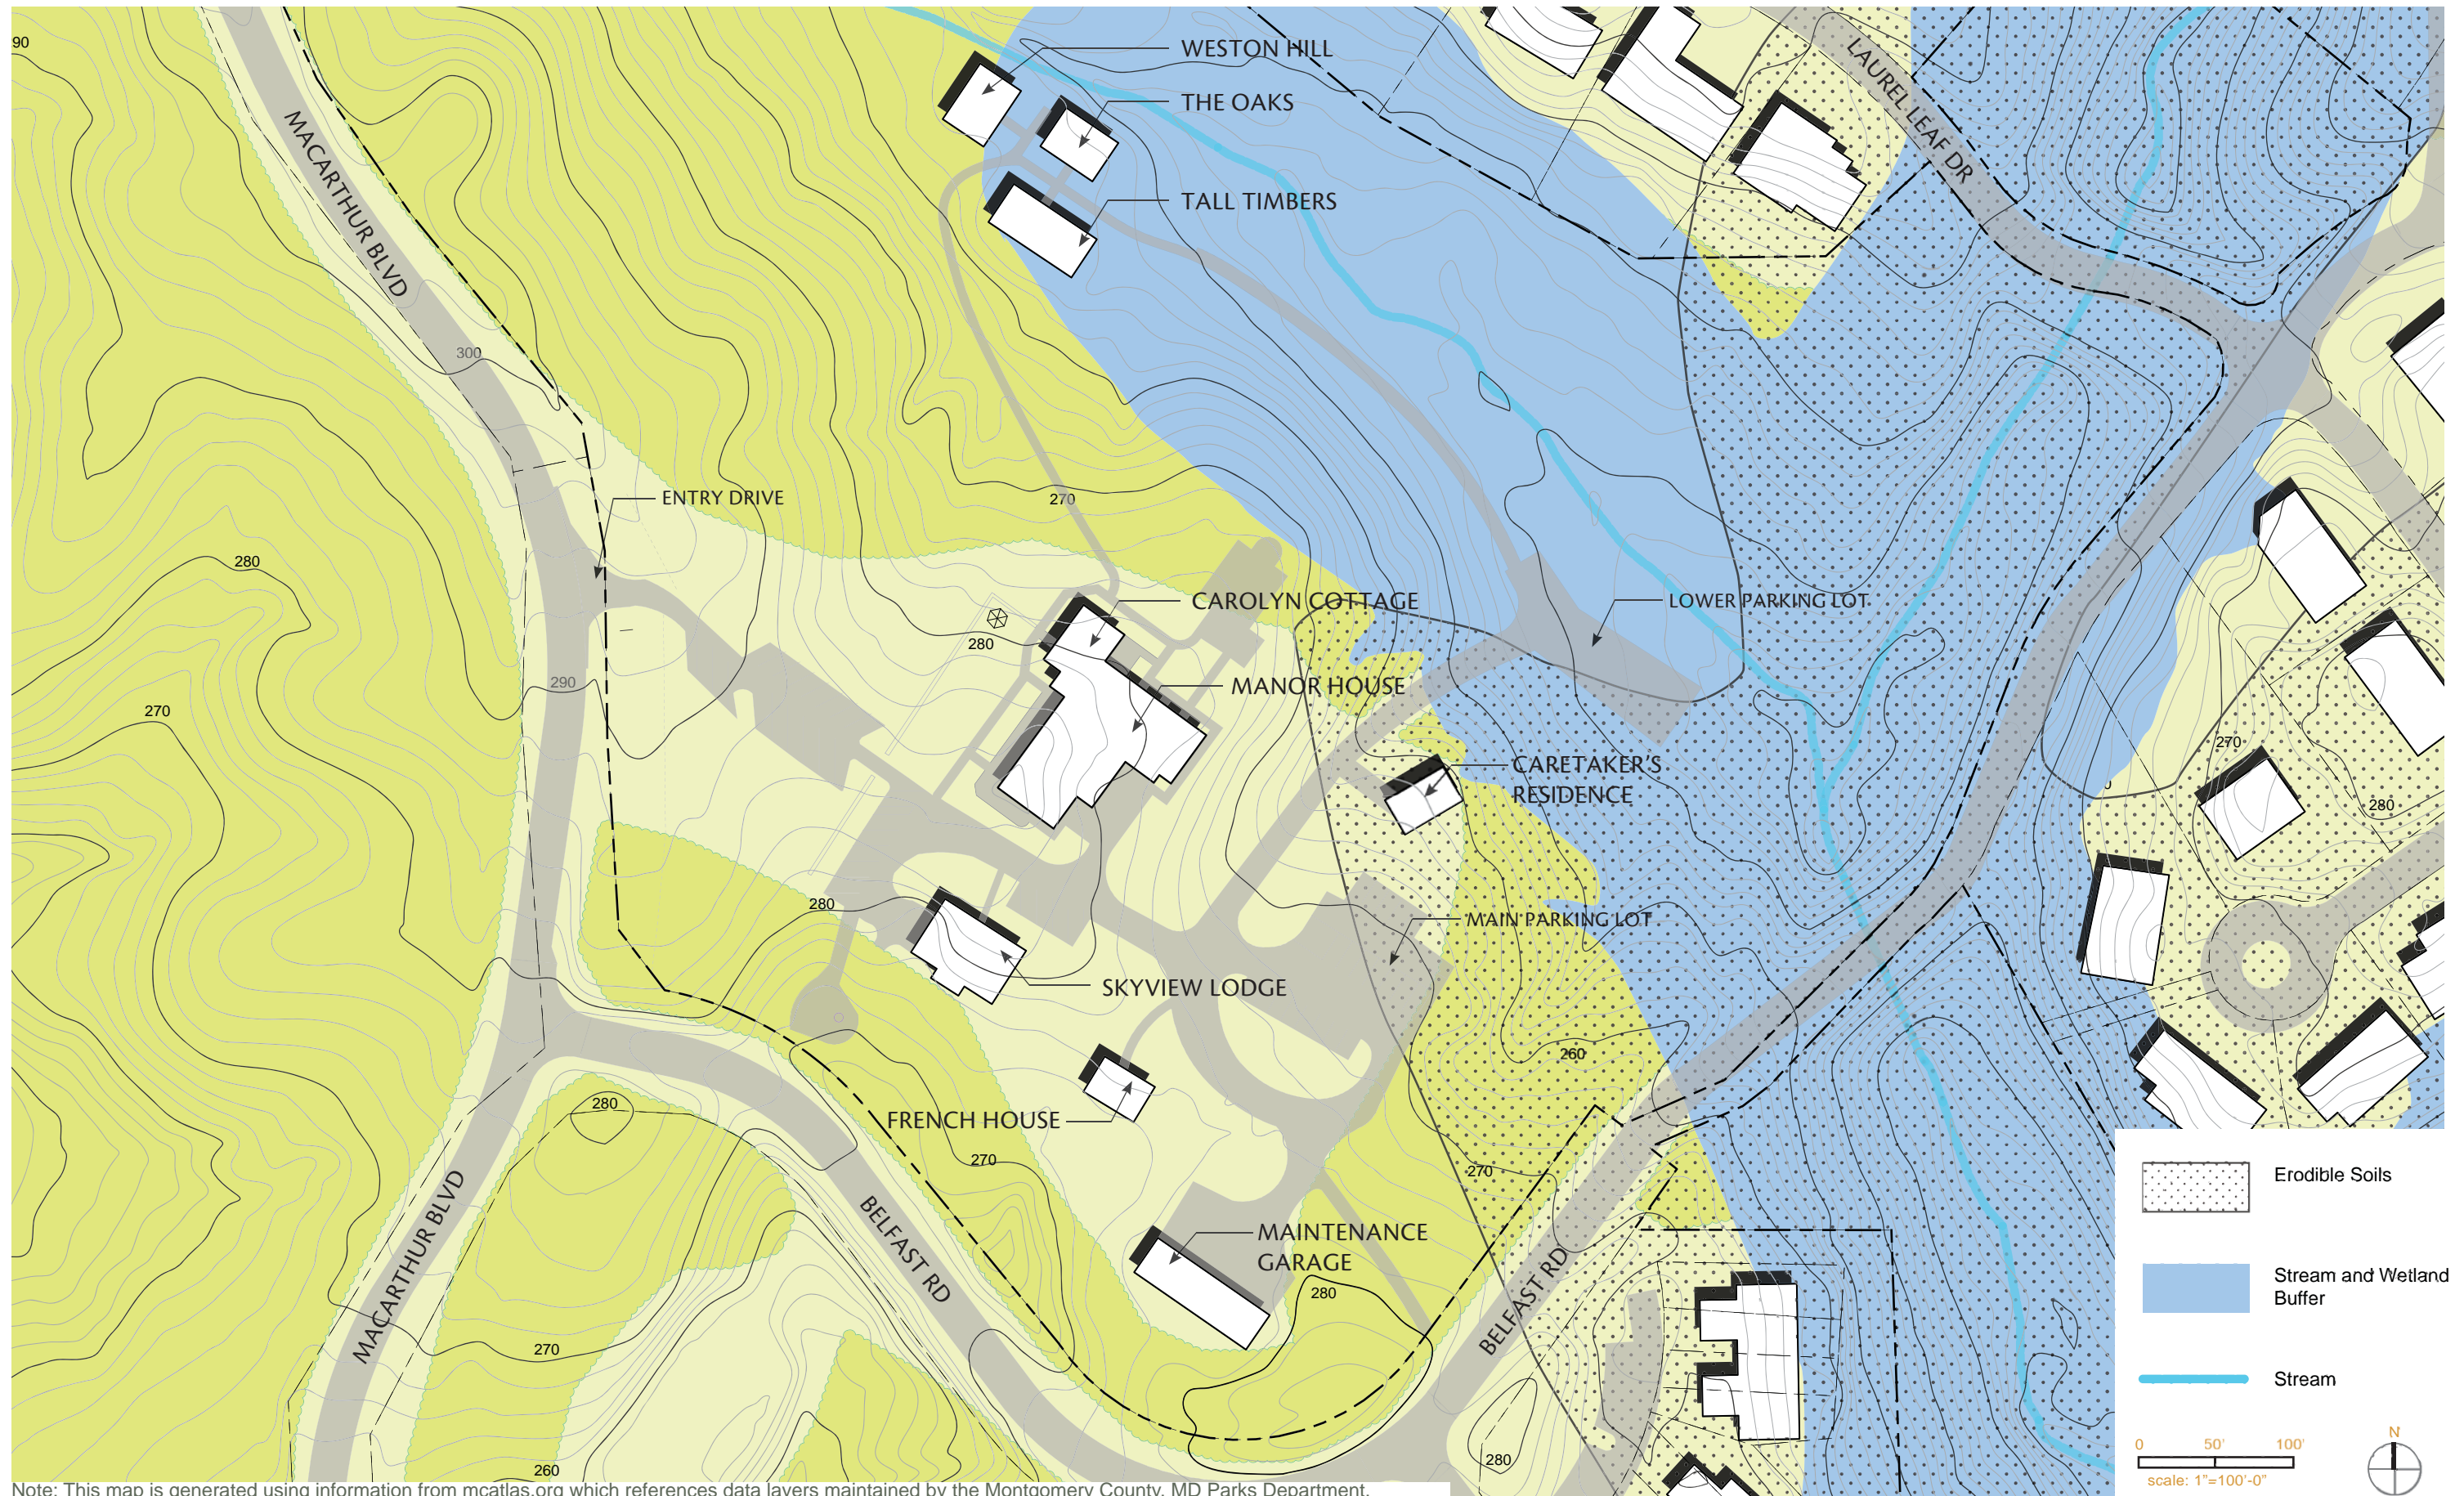 90
WESTON HILL
THE OAKS
LAUREL LEAF DR
MACARTHUR BLVD
TALL TIMBERS
300
ENTRY DRIVE
270
280
CAROLYN COTTAGE
LOWER PARKING LOT
280
290
MANOR HOUSE
270
270
CARETAKER'S
RESIDENCE
280
280
MAIN PARKING LOT
SKYVIEW LODGE
260
280
FRENCH HOUSE
270
270
Erodible Soils
MACARTHUR BLVD
BELFAST RD
MAINTENANCE
GARAGE
280
BELFAST RD
Stream and Wetland
Buffer
270
Stream
N
0 50' 100'
scale: 1"=100'-0"
280
260
Note: This map is generated using information from mcatlas.org which references data layers maintained by the Montgomery County, MD Parks Department.